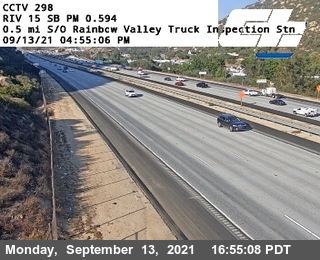 CCTV 298
RIV 15 SB PM 0.594
0.5 mi S/O Rainbcw Valley Truck Inspection Stn
09/13/21 04:55:06 PM
Monday, September 13, 2021 16:55:08 PDT